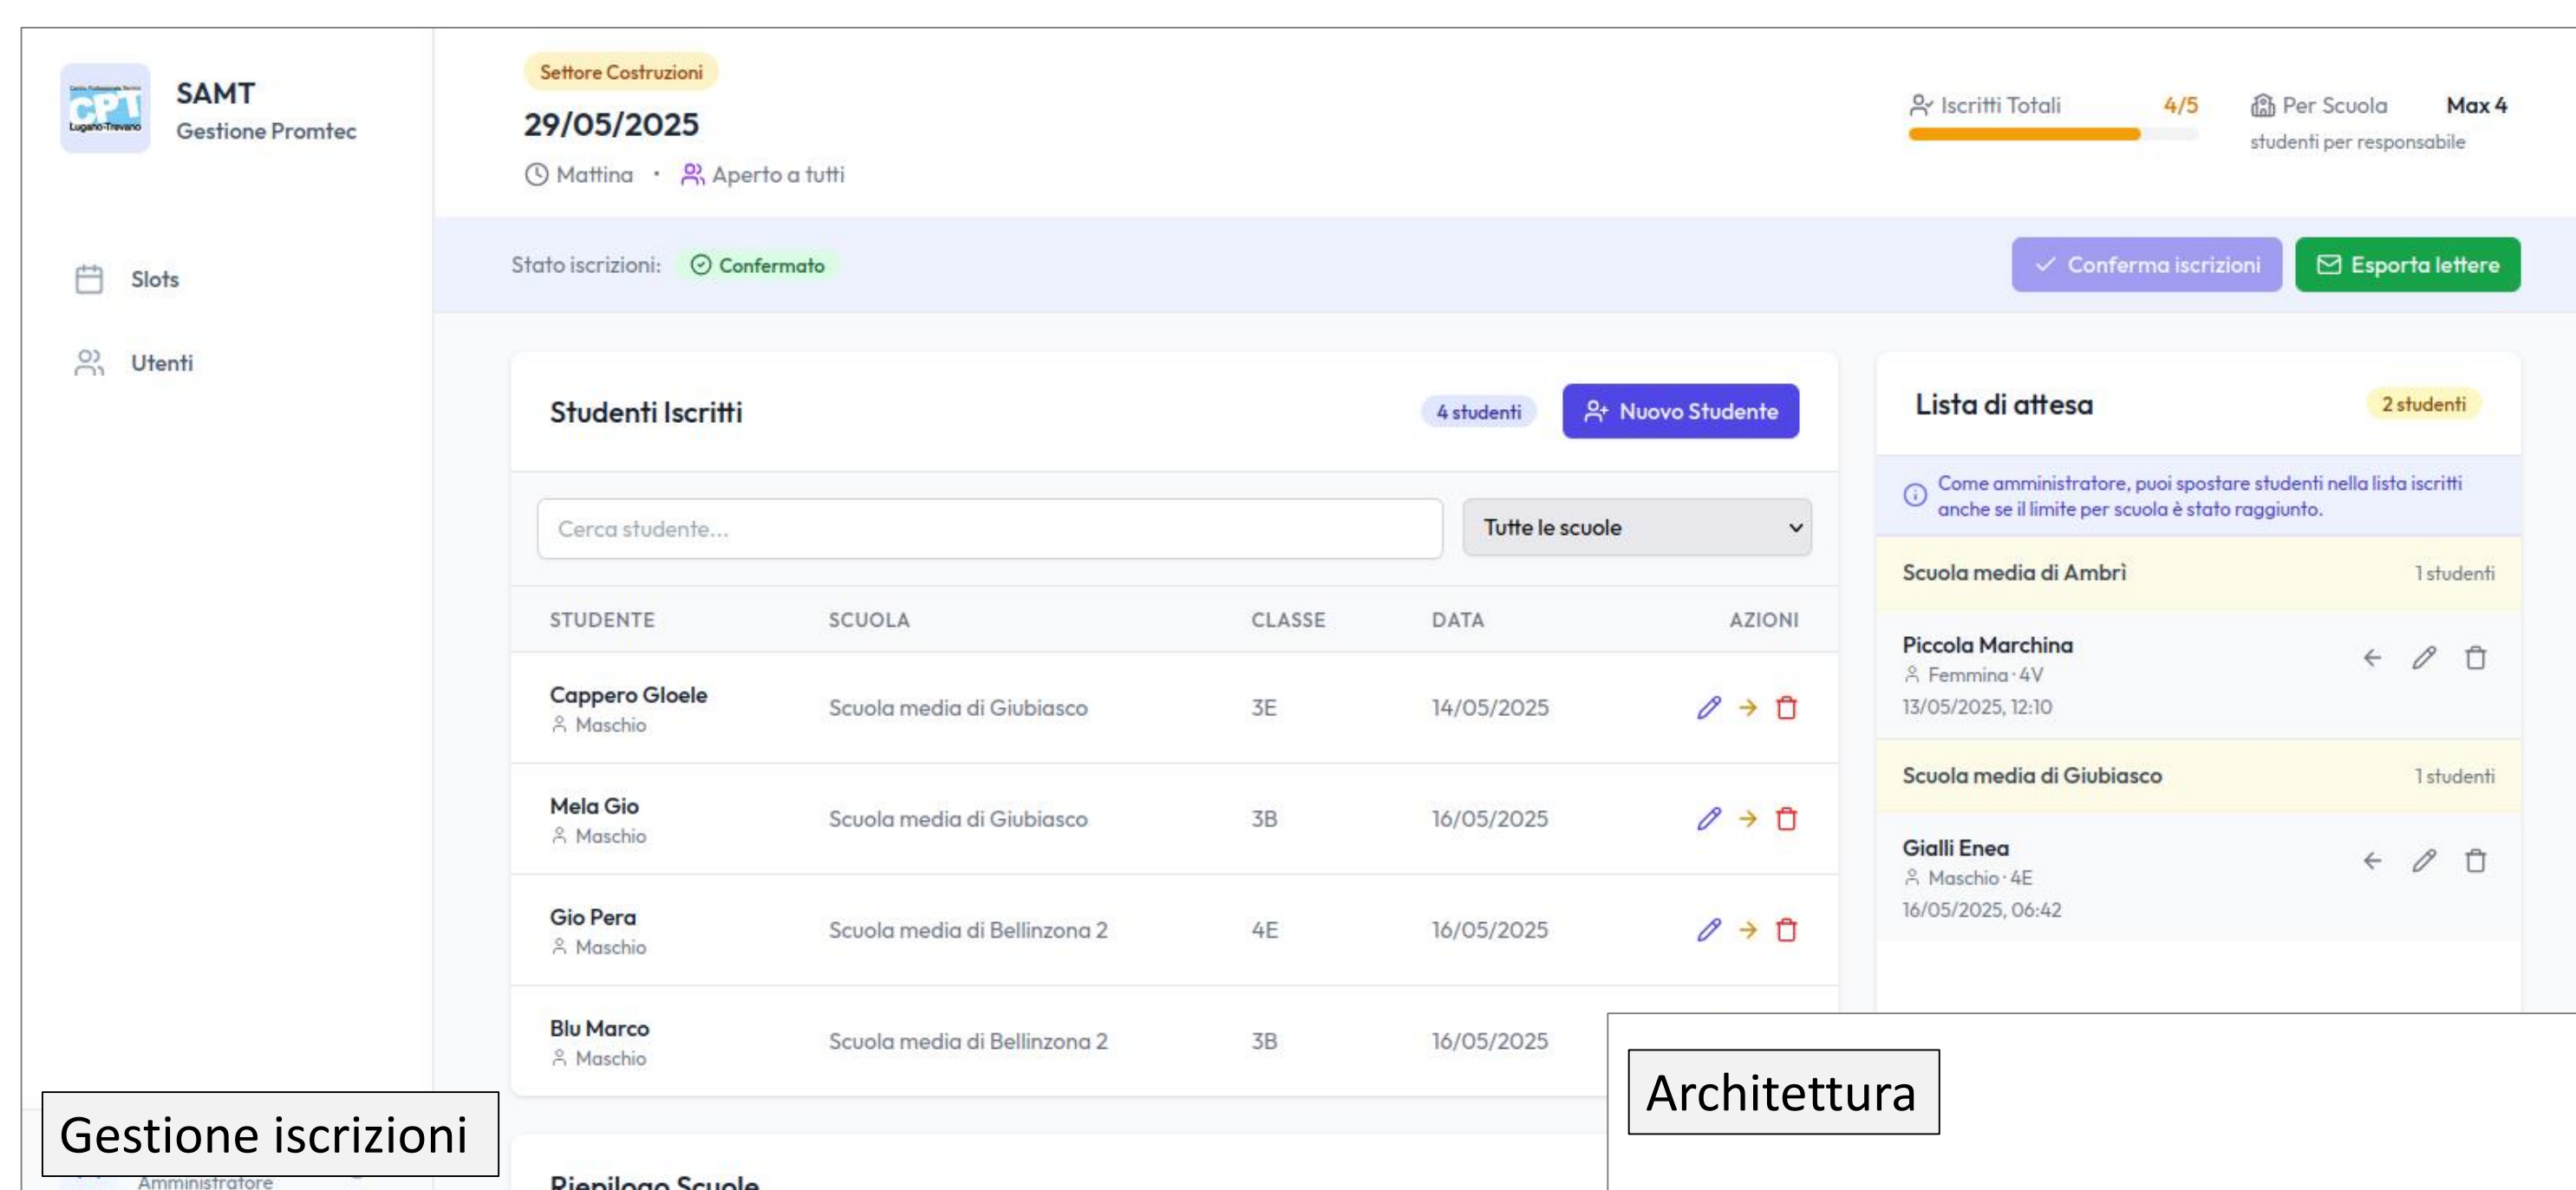 Centro Professionale Tecnico
CPT
Lugano-Trevano
SAMT
Gestione Promtec
Slots
Utenti
Amministratore
Settore Costruzioni
29/05/2025
Mattina • Aperto a tutti
Iscritti Totali 4/5
Per Scuola Max 4
studenti per responsabile
Stato iscrizioni: Confermato
Conferma iscrizioni
Esporta lettere
Studenti Iscritti
4 studenti
Nuovo Studente
Cerca studente...
Tutte le scuole
STUDENTE SCUOLA CLASSE DATA AZIONI
Cappero Gloele Scuola media di Giubiasco 3E 14/05/2025
Maschio
Mela Gio Scuola media di Giubiasco 3B 16/05/2025
Maschio
Gio Pera Scuola media di Bellinzona 2 4E 16/05/2025
Maschio
Blu Marco Scuola media di Bellinzona 2 3B 16/05/2025
Maschio
Riepilogo Scuole
Lista di attesa
2 studenti
Come amministratore, puoi spostare studenti nella lista iscritti
anche se il limite per scuola è stato raggiunto.
Scuola media di Ambrì 1 studenti
Piccola Marchina
Femmina · 4V
13/05/2025, 12:10
Scuola media di Giubiasco 1 studenti
Gialli Enea
Maschio · 4E
16/05/2025, 06:42
Gestione iscrizioni
Architettura